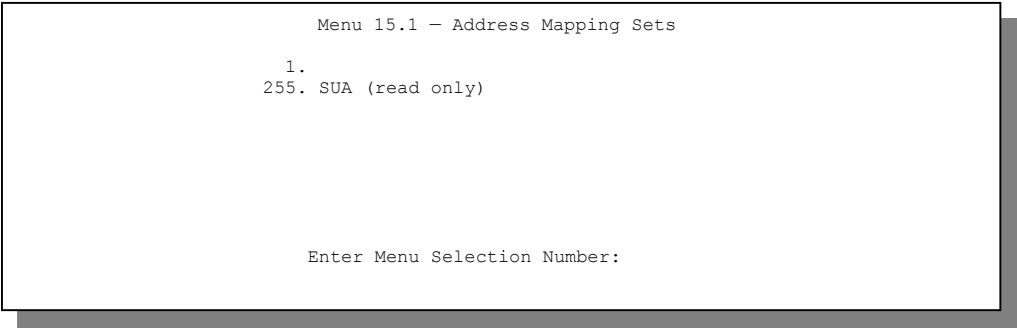 Menu 15.1 — Address Mapping Sets
1.
255. SUA (read only)
Enter Menu Selection Number: